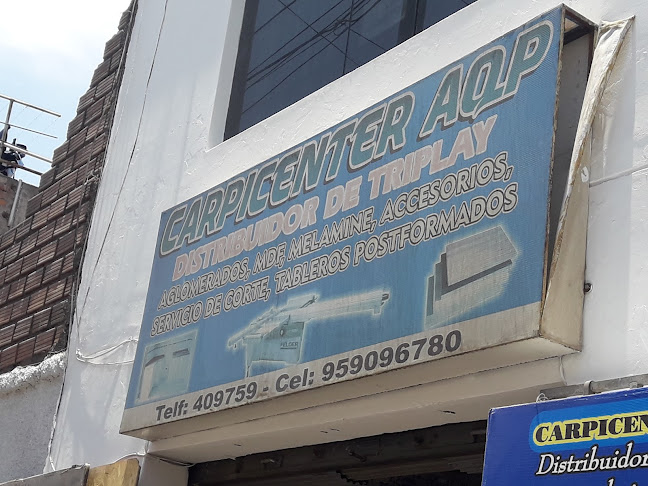 CARPICENTER AQP
DISTRIBUIDOR DE TRIPLAY
AGLOMERADOS, MDF, MELAMINE, ACCESORIOS,
SERVICIO DE CORTE, TABLEROS POSTFORMADOS
Telf: 409759 - Cel: 959096780
CARPICEN
Distribuidor